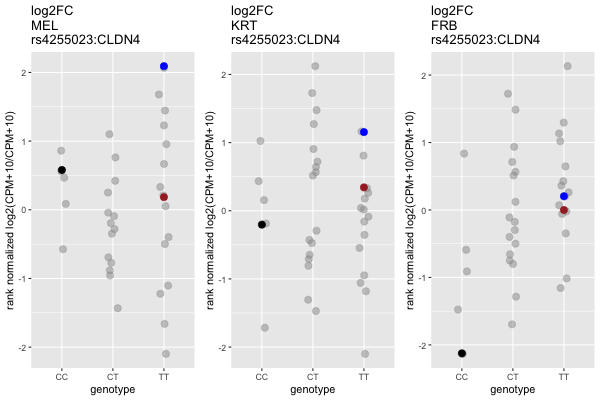 log2FC
MEL
rs4255023:CLDN4
rank normalized log2(CPM+10/CPM+10)
2
1
0
-1
-2
CC
CT
TT
genotype
log2FC
KRT
rs4255023:CLDN4
rank normalized log2(CPM+10/CPM+10)
2
1
0
-1
-2
CC
CT
TT
genotype
log2FC
FRB
rs4255023:CLDN4
rank normalized log2(CPM+10/CPM+10)
2
1
0
-1
-2
CC
CT
TT
genotype